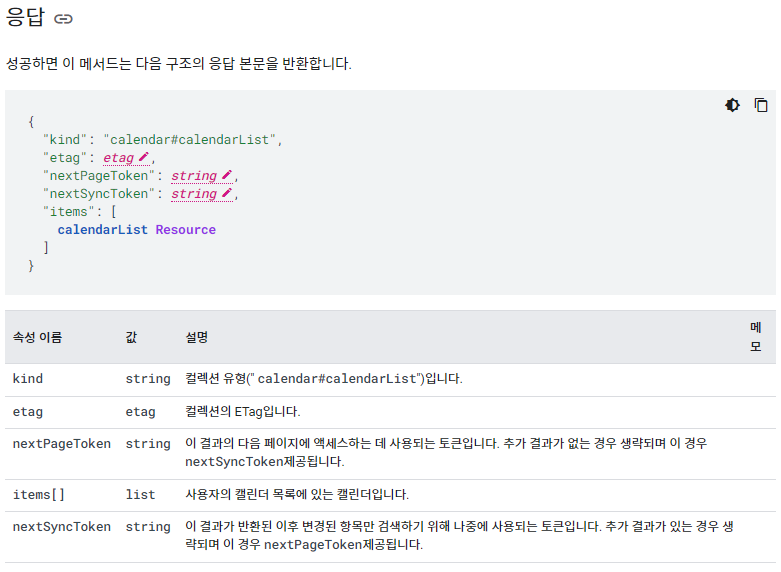 응답
성공하면 이 메서드는 다음 구조의 응답 본문을 반환합니다.
{
"kind": "calendar#calendarList",
"etag": etag,
"nextPageToken": string,
"nextSyncToken": string,
"items": [
calendarList Resource
]
}
속성 이름 값 설명 메모
kind string 컬렉션 유형(" calendar#calendarList")입니다.
etag etag 컬렉션의 ETag입니다.
nextPageToken string 이 결과의 다음 페이지에 액세스하는 데 사용되는 토큰입니다. 추가 결과가 없는 경우 생략되며 이 경우
nextSyncToken제공됩니다.
items[] list 사용자의 캘린더 목록에 있는 캘린더입니다.
nextSyncToken string 이 결과가 반환된 이후 변경된 항목만 검색하기 위해 나중에 사용되는 토큰입니다. 추가 결과가 있는 경우 생
략되며 이 경우 nextPageToken제공됩니다.